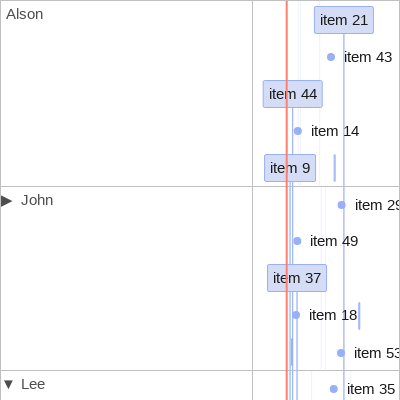 Alson
item 21
item 43
item 44
item 14
item 9
▶ John
item 29
item 49
item 37
item 18
item 53
▼ Lee
item 35